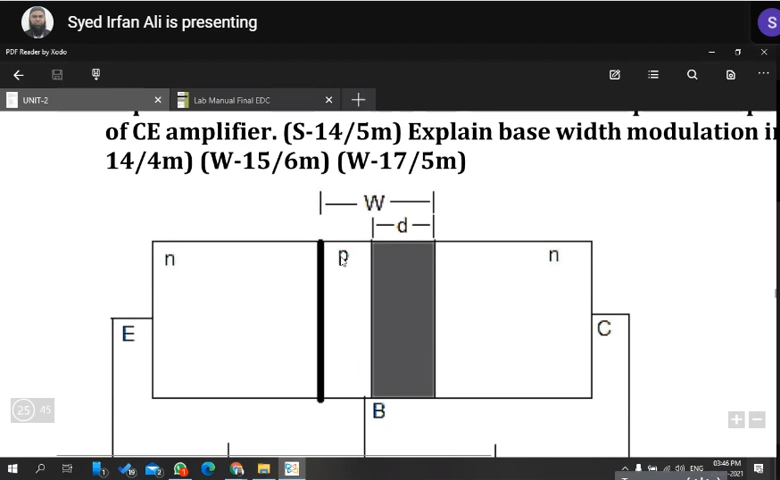 Syed Irfan Ali is presenting
S
PDF Reader by Xodo
UNIT-2
Lab Manual Final EDC
of CE amplifier. (S-14/5m) Explain base width modulation in
14/4m) (W-15/6m) (W-17/5m)
W
d
n
p
n
E
C
B
25 45
ENG
03:46 PM